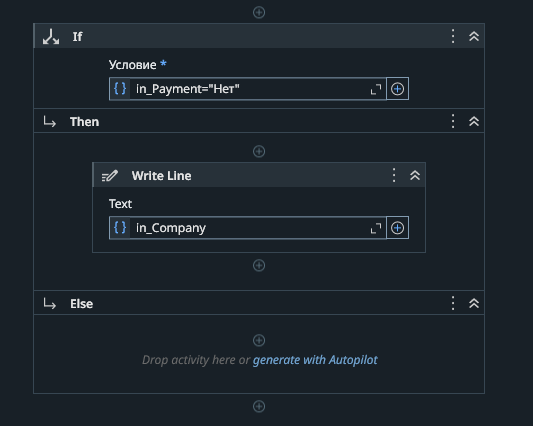 If
Условие *
{ } in_Payment="Нет"
Then
Write Line
Text
{ } in_Company
Else
Drop activity here or generate with Autopilot